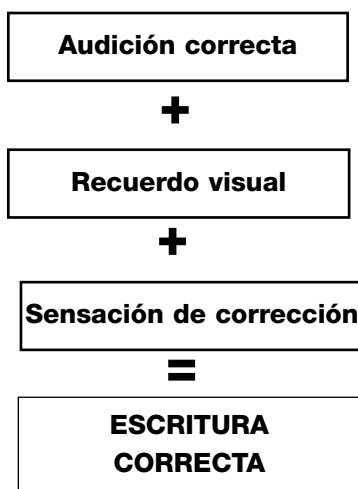 Audición correcta
+
Recuerdo visual
+
Sensación de corrección
=
ESCRITURA
CORRECTA